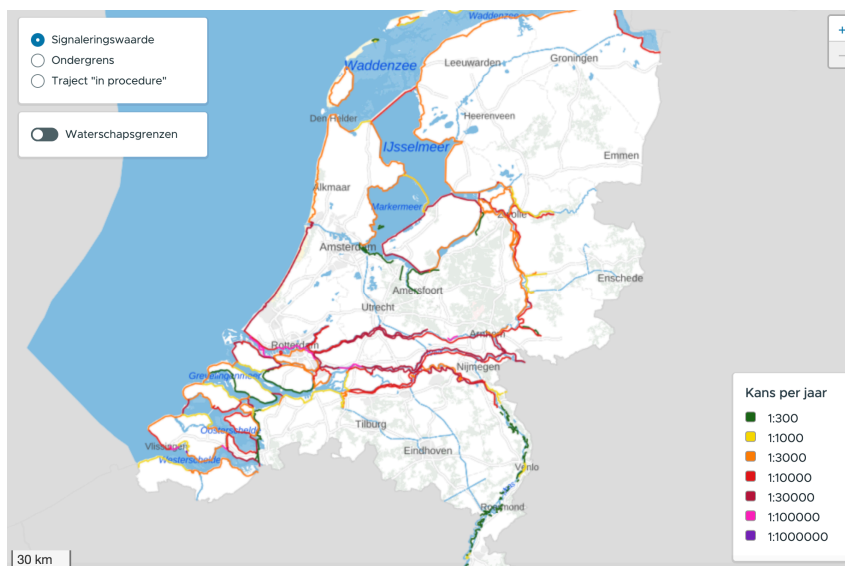 Signaleringswaarde
Ondergrens
Traject "in procedure"
Waterschapsgrenzen
Waddenzee
Waddenzee
Leeuwarden
Groningen
Den Helder
Heerenveen
IJsselmeer
Emmen
Alkmaar
Markermeer
Zwolle
Amsterdam
Enschede
Amersfoort
Utrecht
Arnhem
Rotterdam
Nijmegen
Grevelingenmeer
Oosterschelde
Tilburg
Vlissingen
Eindhoven
Westerschelde
Venlo
Roermond
+
−
Kans per jaar
1:300
1:1000
1:3000
1:10000
1:30000
1:100000
1:1000000
30 km